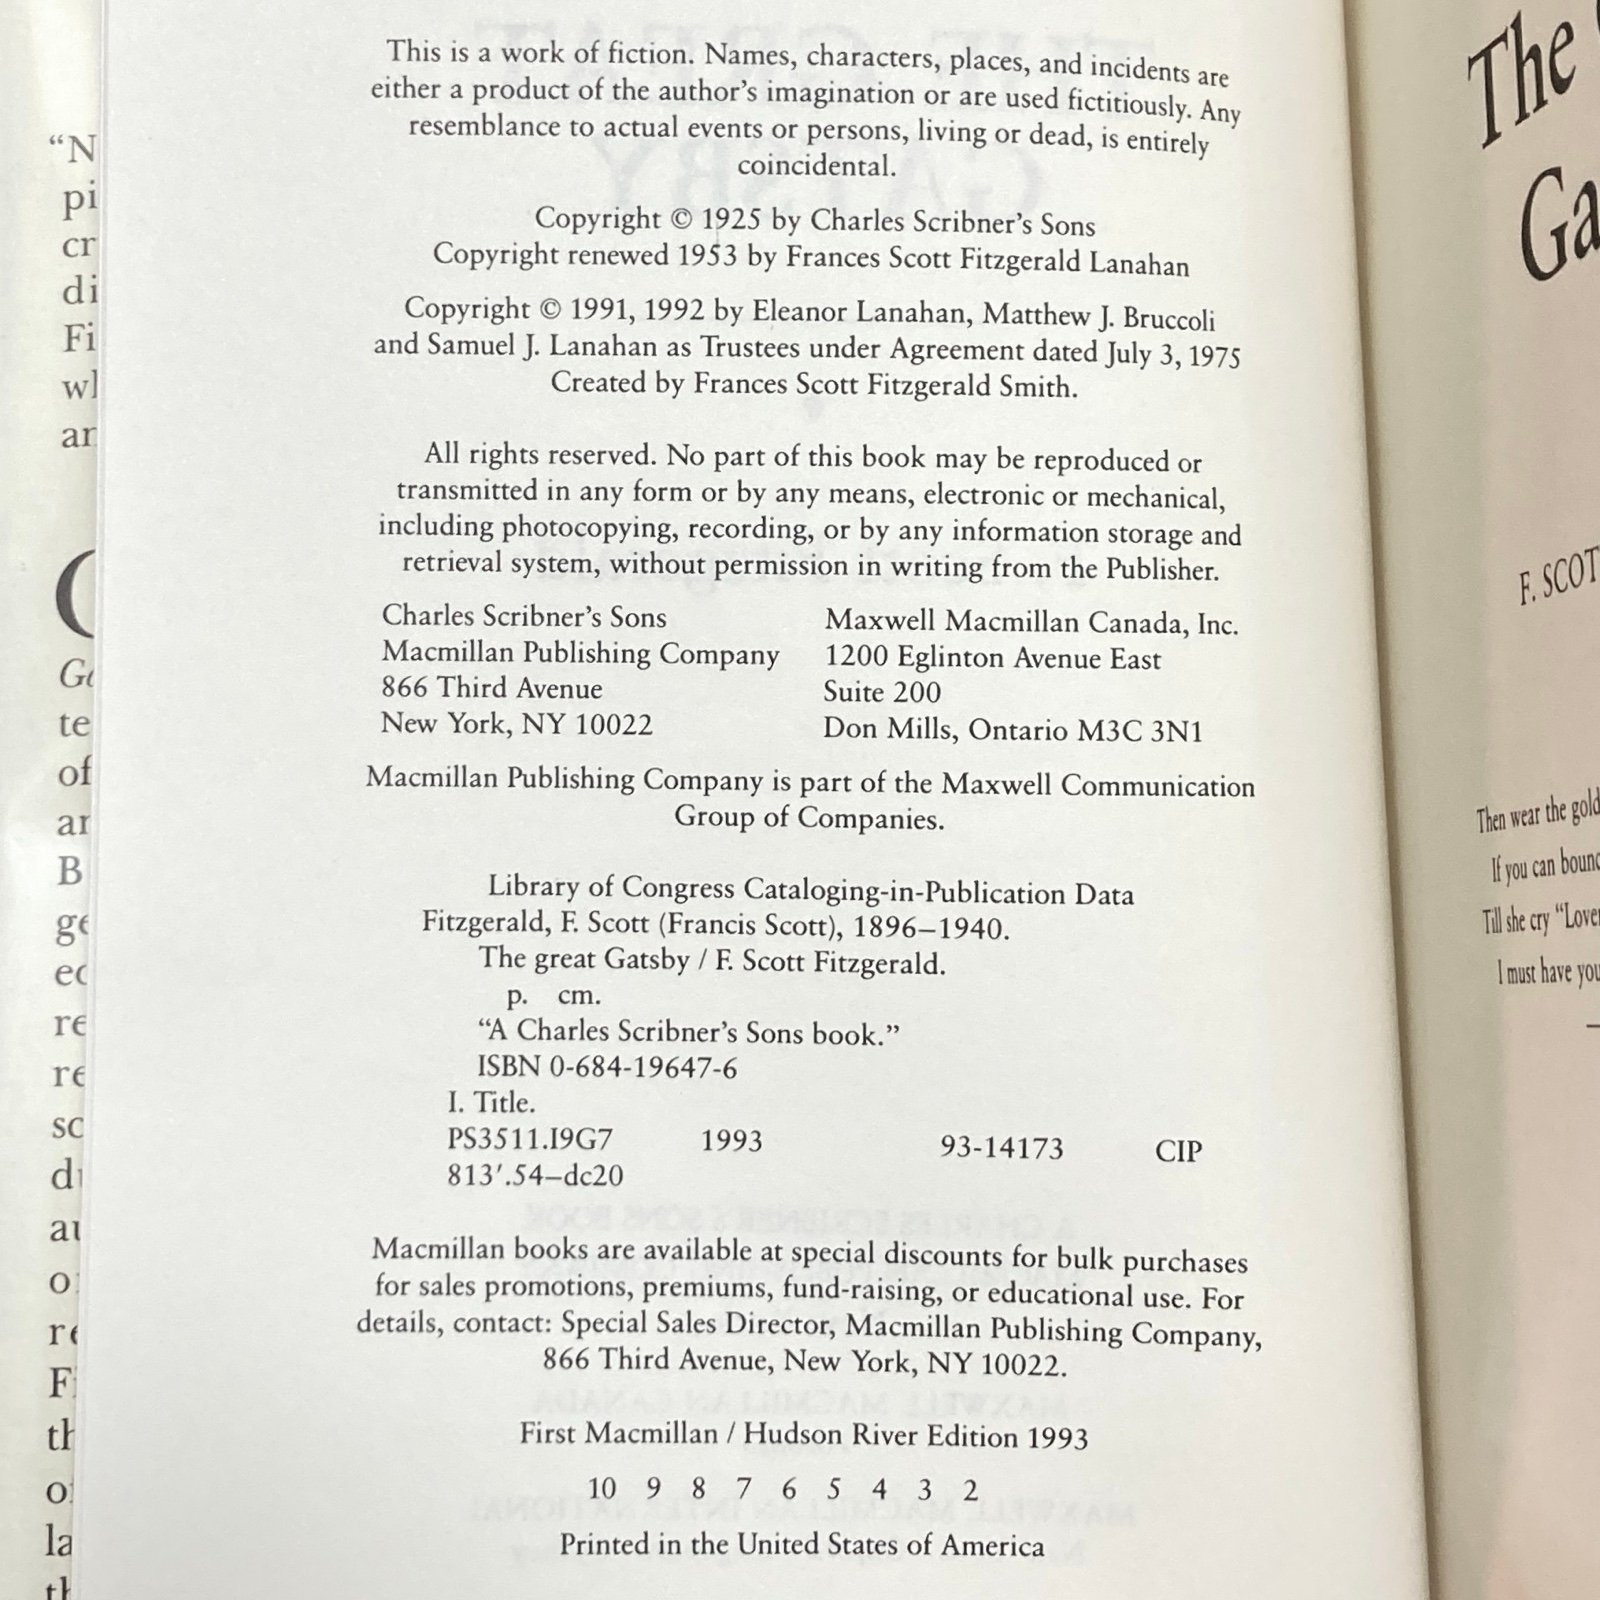 “N
pi
cr
di
Fi
an
te
of
ar
B
re
re
This is a work of fiction. Names, characters, places, and incidents are
either a product of the author’s imagination or are used fictitiously. Any
resemblance to actual events or persons, living or dead, is entirely
coincidental.
Copyright © 1925 by Charles Scribner’s Sons
Copyright renewed 1953 by Frances Scott Fitzgerald Lanahan
Copyright © 1991, 1992 by Eleanor Lanahan, Matthew J. Bruccoli
and Samuel J. Lanahan as Trustees under Agreement dated July 3, 1975
Created by Frances Scott Fitzgerald Smith.
All rights reserved. No part of this book may be reproduced or
transmitted in any form or by any means, electronic or mechanical,
including photocopying, recording, or by any information storage and
retrieval system, without permission in writing from the Publisher.
Charles Scribner’s Sons
Macmillan Publishing Company
866 Third Avenue
New York, NY 10022
Maxwell Macmillan Canada, Inc.
1200 Eglinton Avenue East
Suite 200
Don Mills, Ontario M3C 3N1
Macmillan Publishing Company is part of the Maxwell Communication
Group of Companies.
Library of Congress Cataloging-in-Publication Data
Fitzgerald, F. Scott (Francis Scott), 1896–1940.
The great Gatsby / F. Scott Fitzgerald.
p. cm.
“A Charles Scribner’s Sons book.”
ISBN 0-684-19647-6
I. Title.
PS3511.I9G7 1993 93-14173 CIP
813′.54–dc20
Macmillan books are available at special discounts for bulk purchases
for sales promotions, premiums, fund-raising, or educational use. For
details, contact: Special Sales Director, Macmillan Publishing Company,
866 Third Avenue, New York, NY 10022.
First Macmillan / Hudson River Edition 1993
10 9 8 7 6 5 4 3 2
Printed in the United States of America
The
Ga
F. SCOT
Then wear the gold
If you can bounc
Till she cry “Lover
I must have you